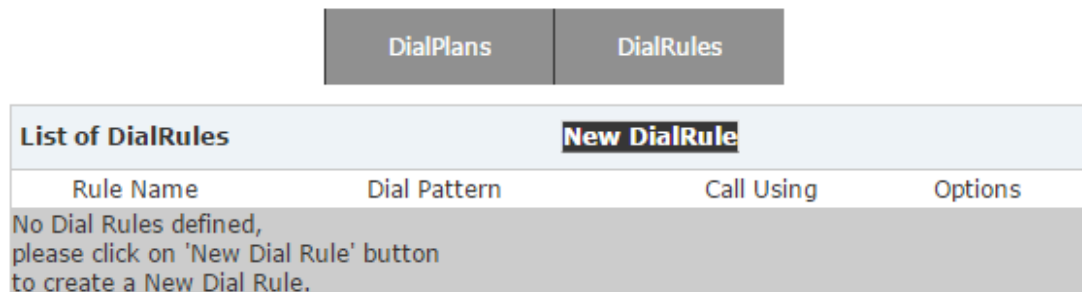 DialPlans DialRules
List of DialRules New DialRule
Rule Name Dial Pattern Call Using Options
No Dial Rules defined,
please click on 'New Dial Rule' button
to create a New Dial Rule.